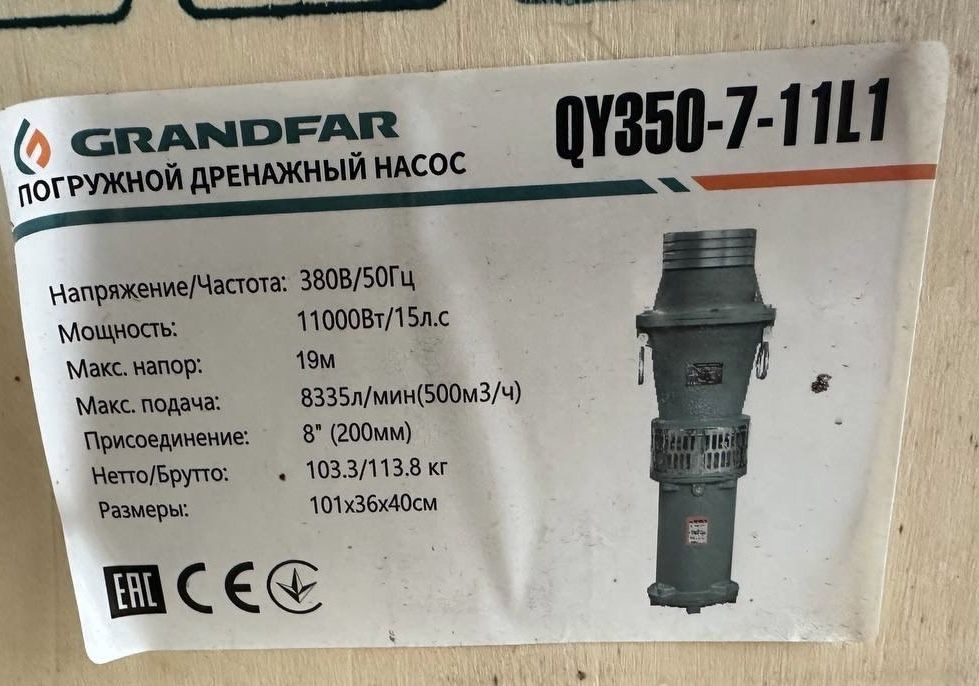 GRANDFAR
QY350-7-11L1
ПОГРУЖНОЙ ДРЕНАЖНЫЙ НАСОС
Напряжение/Частота: 380В/50Гц
Мощность: 11000Вт/15л.с
Макс. напор: 19м
Макс. подача: 8335л/мин(500м3/ч)
Присоединение: 8" (200мм)
Нетто/Брутто: 103.3/113.8 кг
Размеры: 101x36x40см
EAC CE